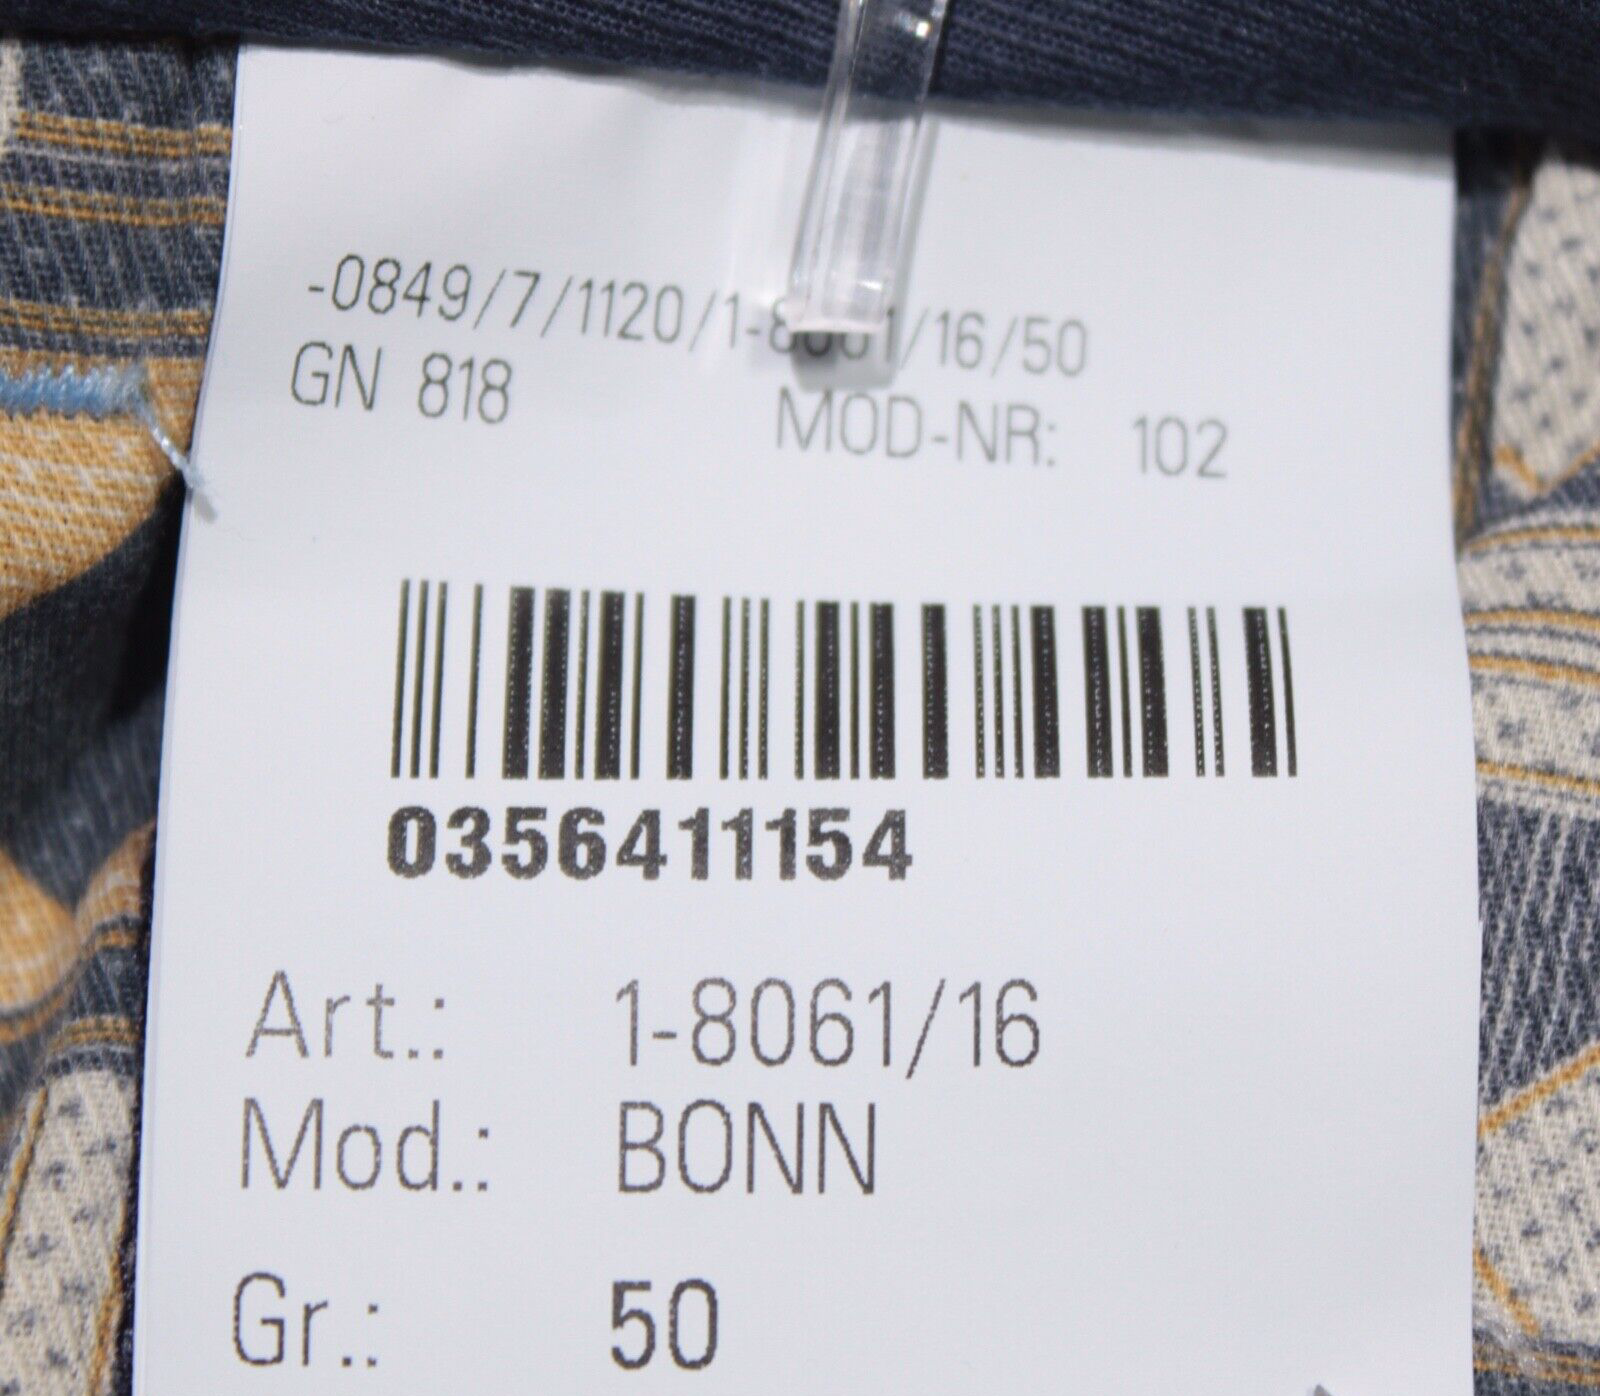 -0849/7/1120/1-8061/16/50
GN 818 MOD-NR: 102
0356411154
Art.: 1-8061/16
Mod.: BONN
Gr.: 50